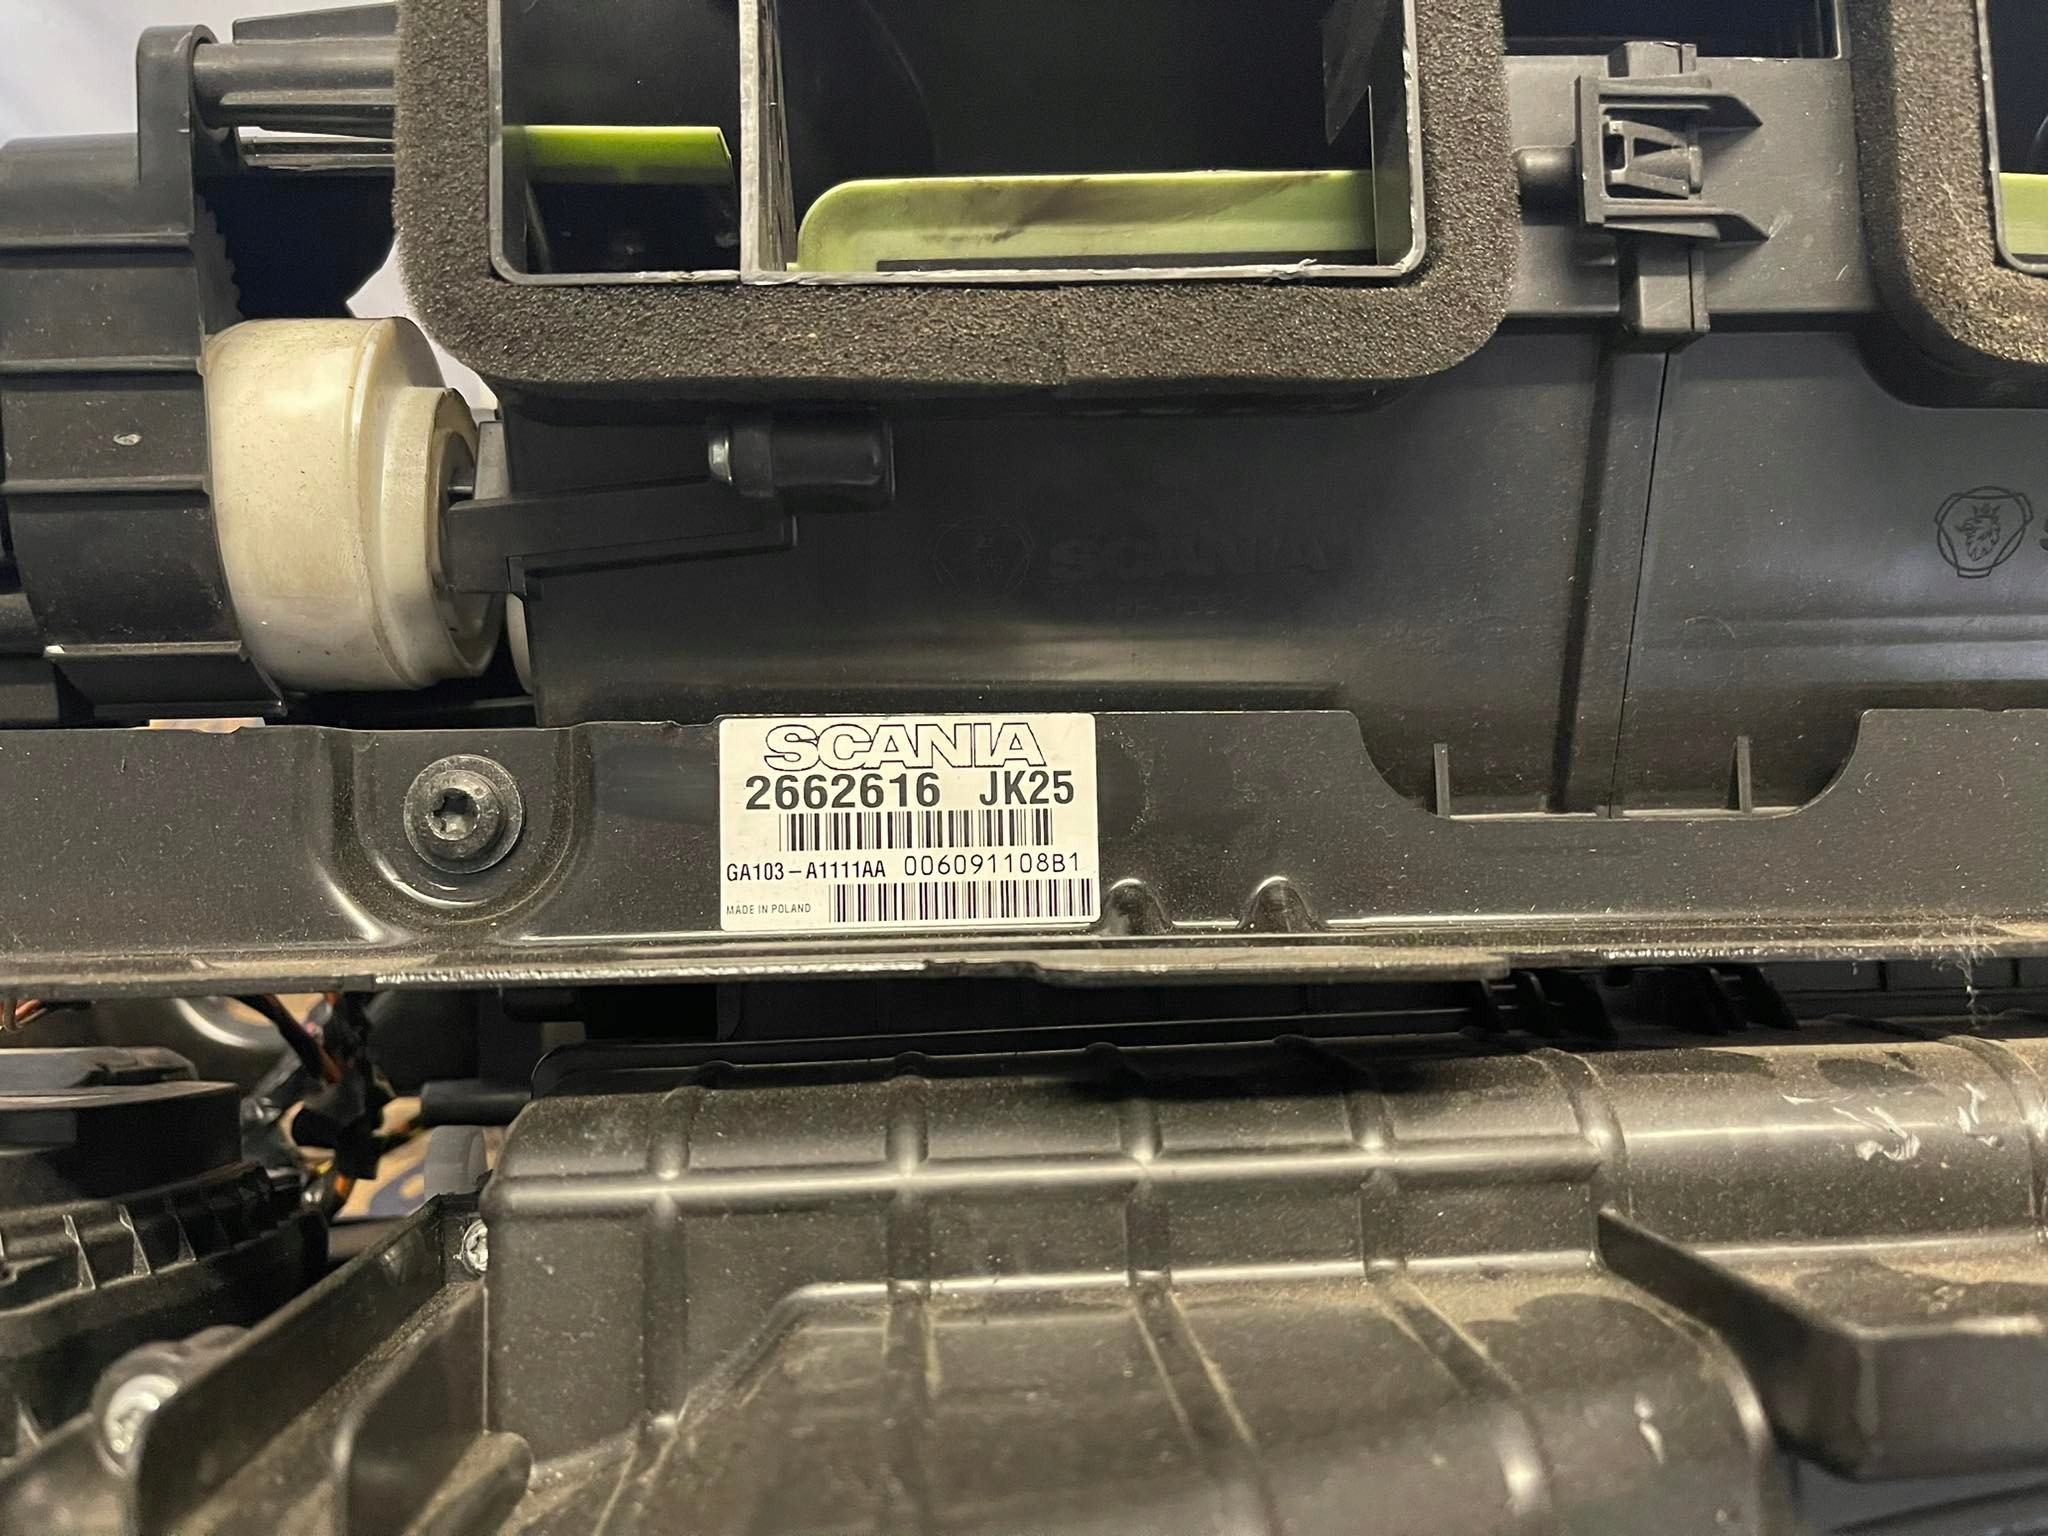 SCANIA
SCANIA
2662616 JK25
GA103-A1111AA 006091108B1
MADE IN POLAND